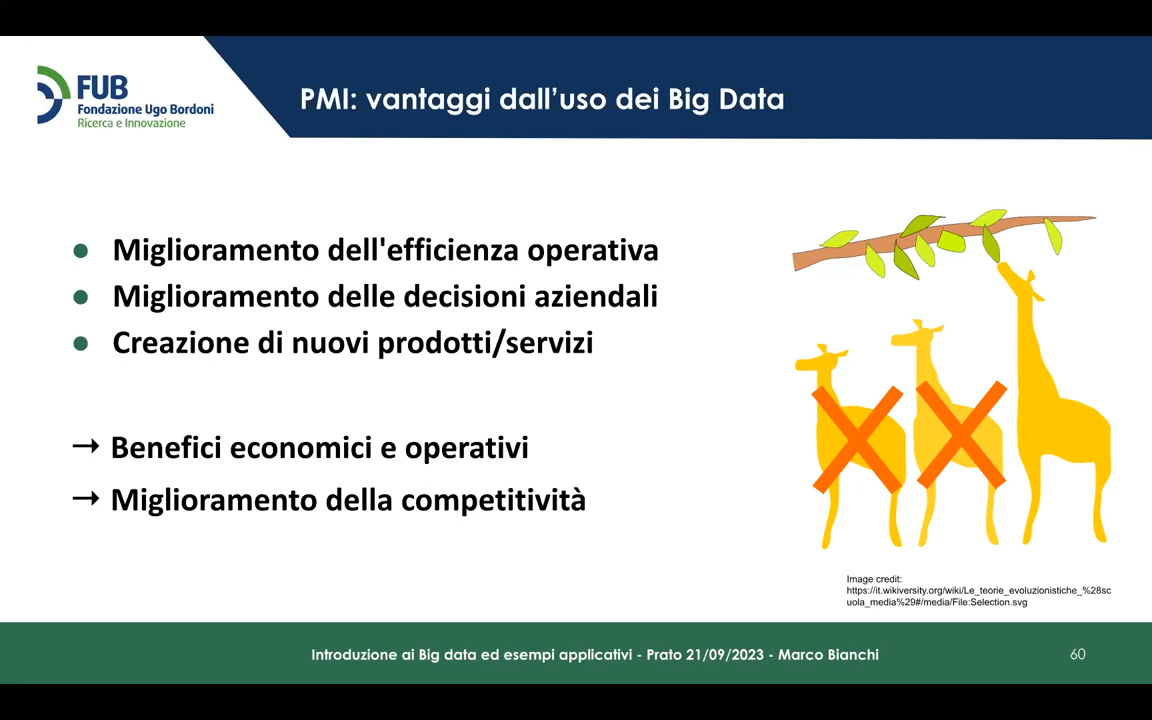 FUB
Fondazione Ugo Bordoni
Ricerca e Innovazione
PMI: vantaggi dall’uso dei Big Data
● Miglioramento dell'efficienza operativa
● Miglioramento delle decisioni aziendali
● Creazione di nuovi prodotti/servizi
→ Benefici economici e operativi
→ Miglioramento della competitività
Image credit:
https://it.wikiversity.org/wiki/Le_teorie_evoluzionistiche_%28sc
uola_media%29#/media/File:Selection.svg
Introduzione ai Big data ed esempi applicativi - Prato 21/09/2023 - Marco Bianchi
60